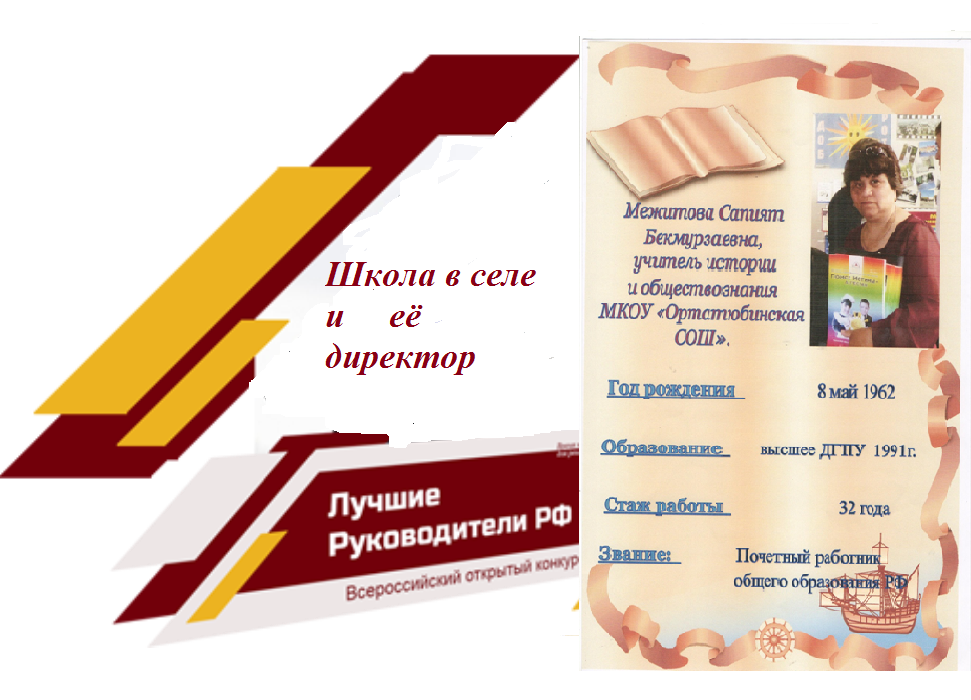 Школа в селе
и её
директор
Лучшие
Руководители РФ
Всероссийский открытый конкур
Межитова Сапият
Бекмурзаевна,
учитель истории
и обществознания
МКОУ «Ортатюбинская
СОШ».
Год рождения 8 май 1962
Образование высшее ДГПУ 1991г.
Стаж работы 32 года
Звание: Почетный работник
общего образования РФ